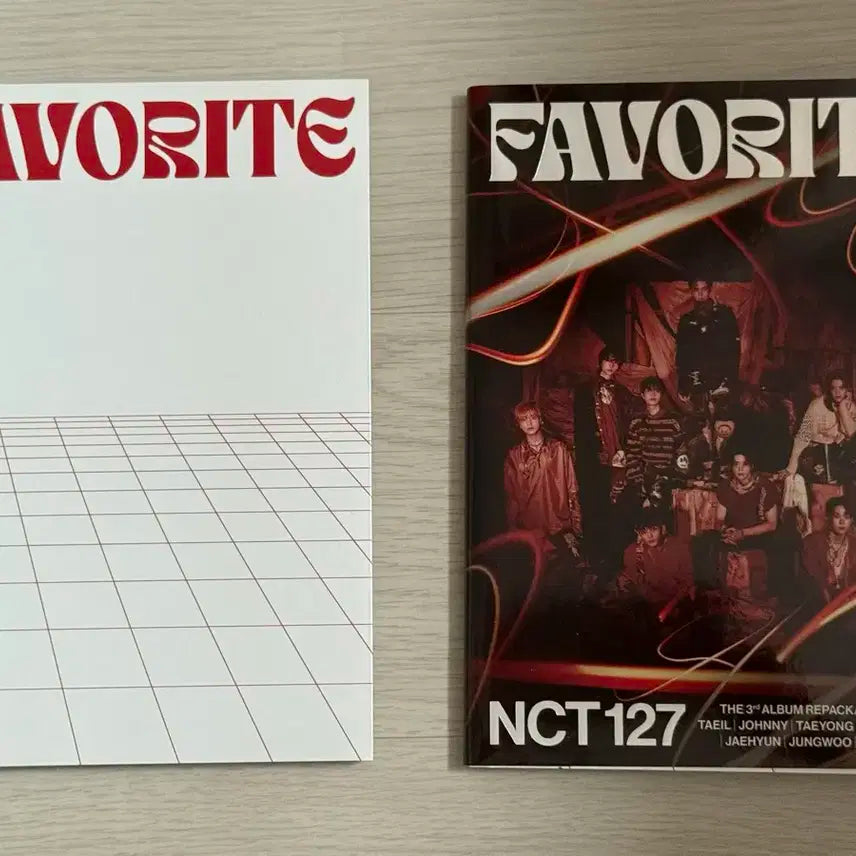 AVORITE
FAVORIT
NCT 127
THE 3rd ALBUM REPACKA
TAEIL | JOHNNY | TAEYONG
JAEHYUN | JUNGWOO